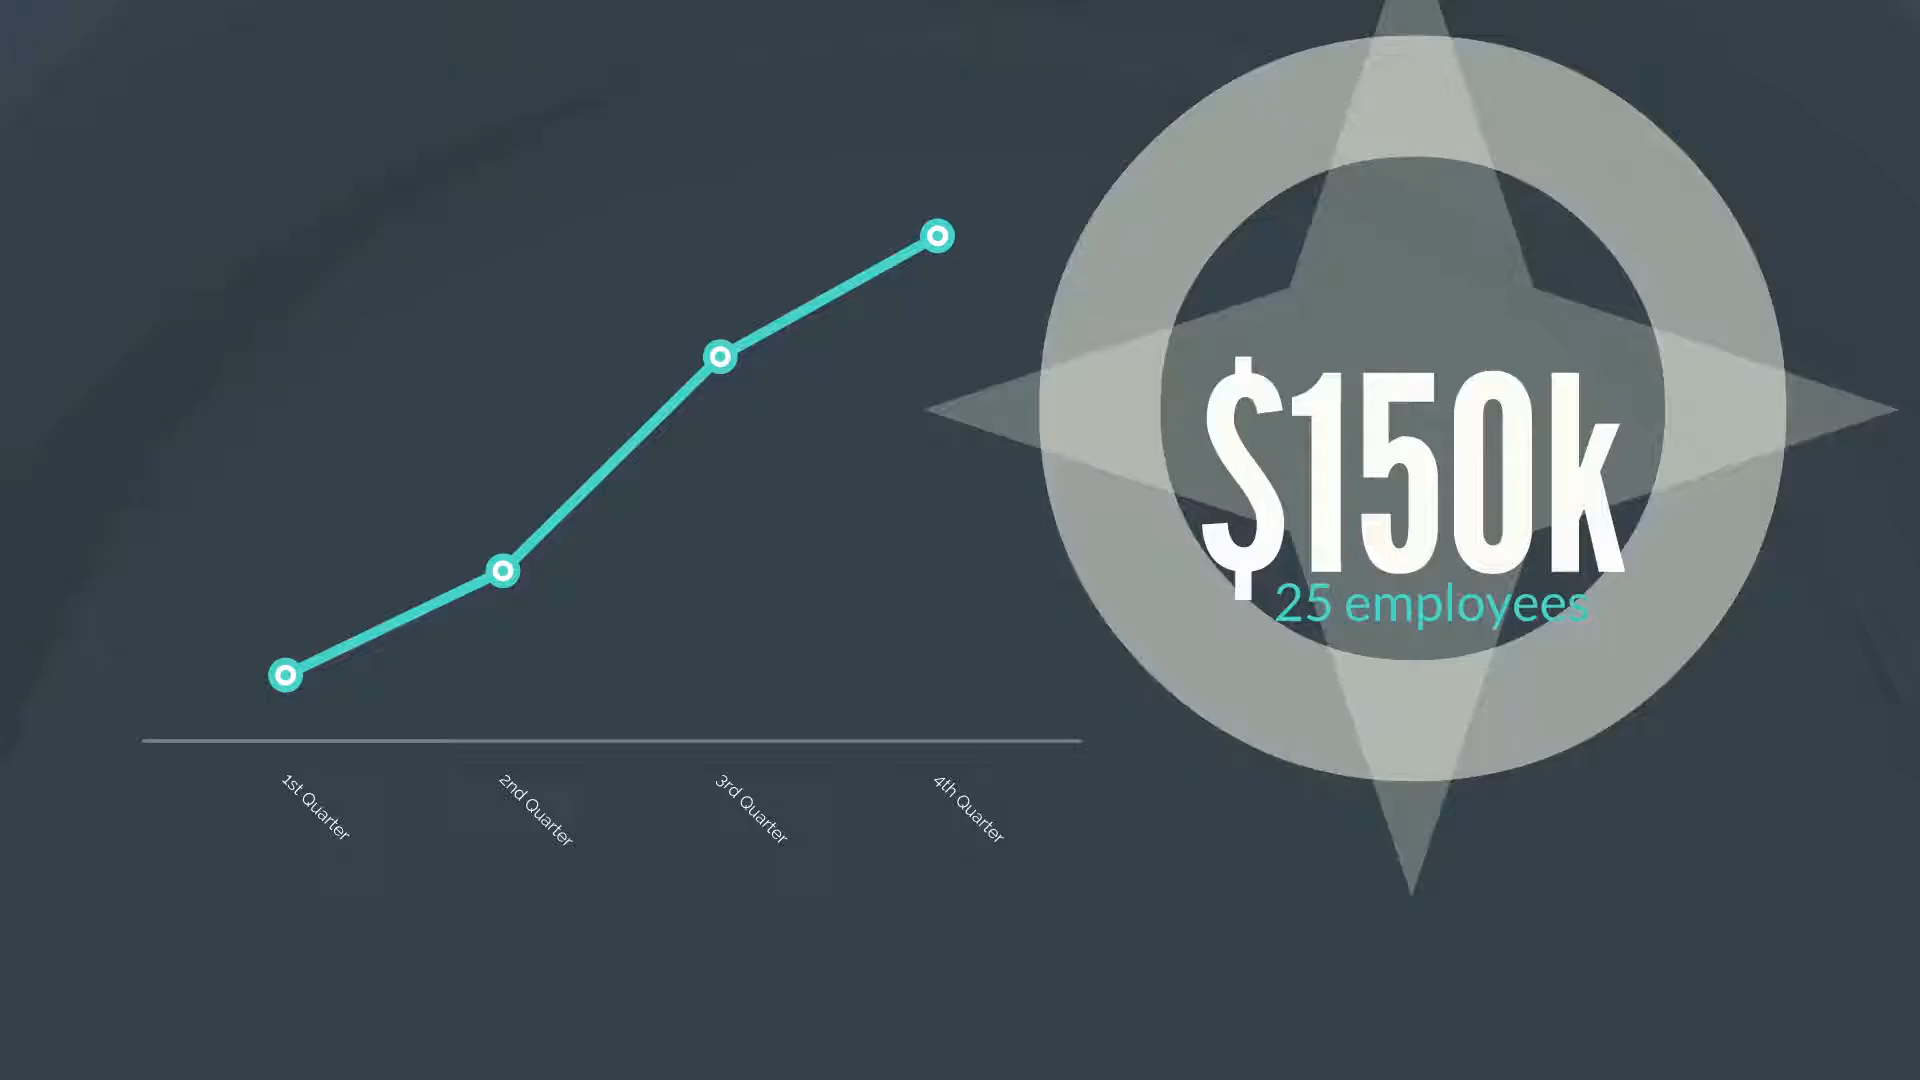 $150k
25 employees
1st Quarter
2nd Quarter
3rd Quarter
4th Quarter